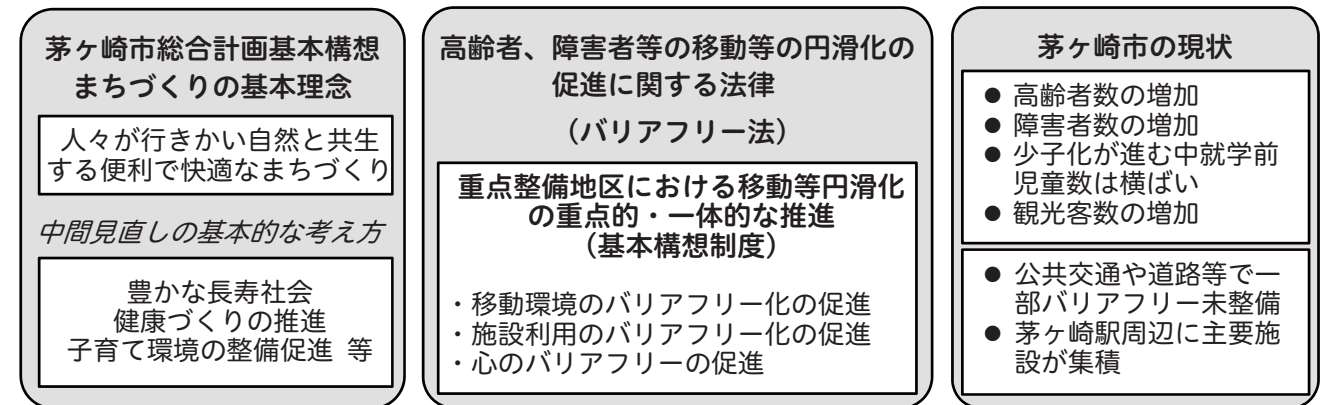 茅ヶ崎市総合計画基本構想
まちづくりの基本理念
人々が行きかい自然と共生
する便利で快適なまちづくり
中間見直しの基本的な考え方
豊かな長寿社会
健康づくりの推進
子育て環境の整備促進 等
高齢者、障害者等の移動等の円滑化の
促進に関する法律
（バリアフリー法）
重点整備地区における移動等円滑化
の重点的・一体的な推進
（基本構想制度）
・移動環境のバリアフリー化の促進
・施設利用のバリアフリー化の促進
・心のバリアフリーの促進
茅ヶ崎市の現状
● 高齢者数の増加
● 障害者数の増加
● 少子化が進む中就学前
児童数は横ばい
● 観光客数の増加
● 公共交通や道路等で一
部バリアフリー未整備
● 茅ヶ崎駅周辺に主要施
設が集積